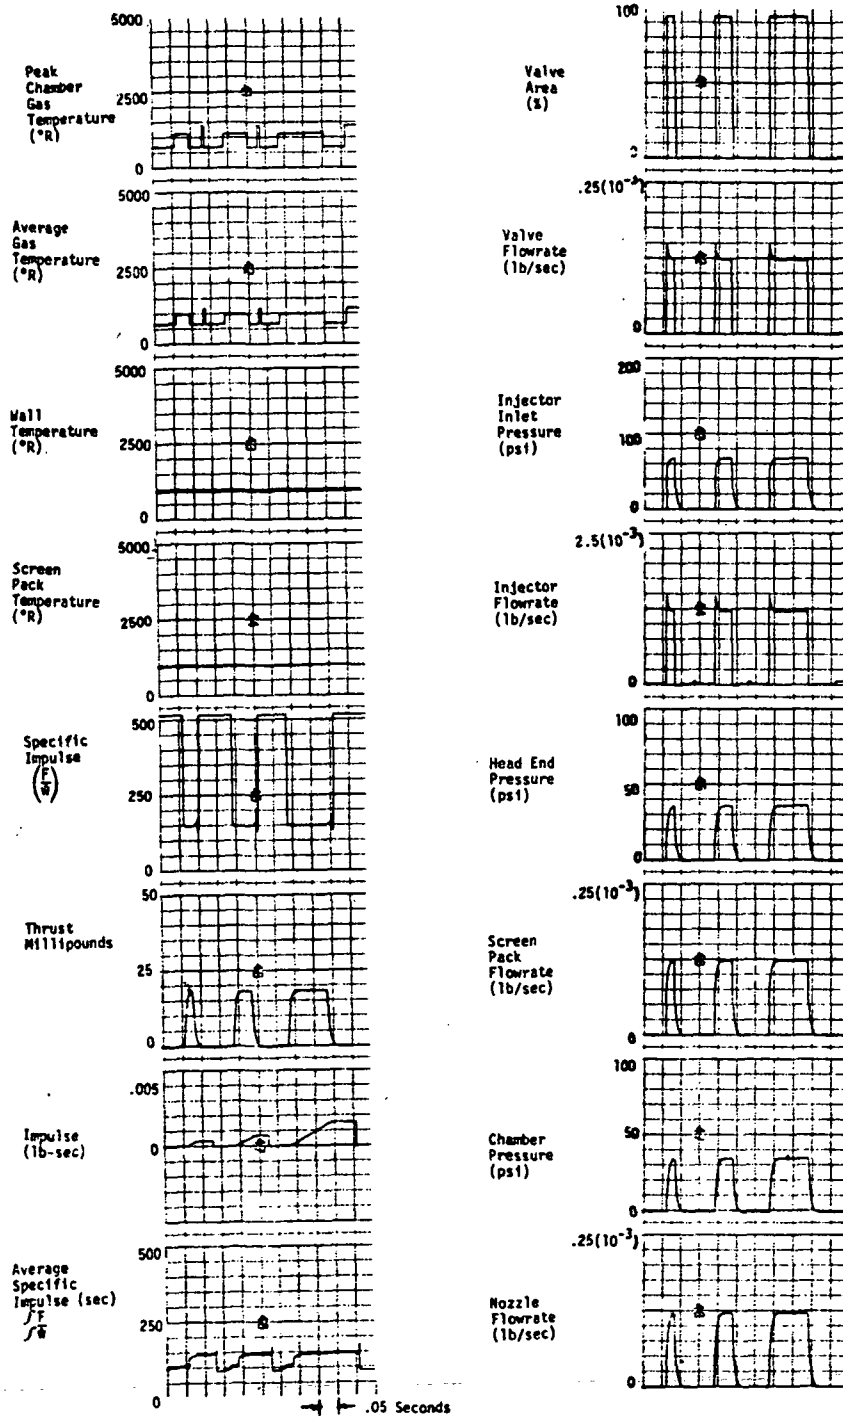 5000
Peak
Chamber
Gas
Temperature
(°R)
2500
0
5000
Average
Gas
Temperature
(°R)
2500
0
5000
Wall
Temperature
(°R)
2500
0
5000
Screen
Pack
Temperature
(°R)
2500
0
500
Specific
Impulse
250
0
50
Thrust
Millipounds
25
0
.005
Impulse
(lb-sec)
0
500
Average
Specific
Impulse (sec)
∫F
∫Ẇ
250
0
.05 Seconds
100
Valve
Area
(%)
.25(10⁻³)
Valve
Flowrate
(lb/sec)
0
200
Injector
Inlet
Pressure
(psi)
100
0
2.5(10⁻³)
Injector
Flowrate
(lb/sec)
0
100
Head End
Pressure
(psi)
50
0
.25(10⁻³)
Screen
Pack
Flowrate
(lb/sec)
0
100
Chamber
Pressure
(psi)
50
0
.25(10⁻³)
Nozzle
Flowrate
(lb/sec)
0